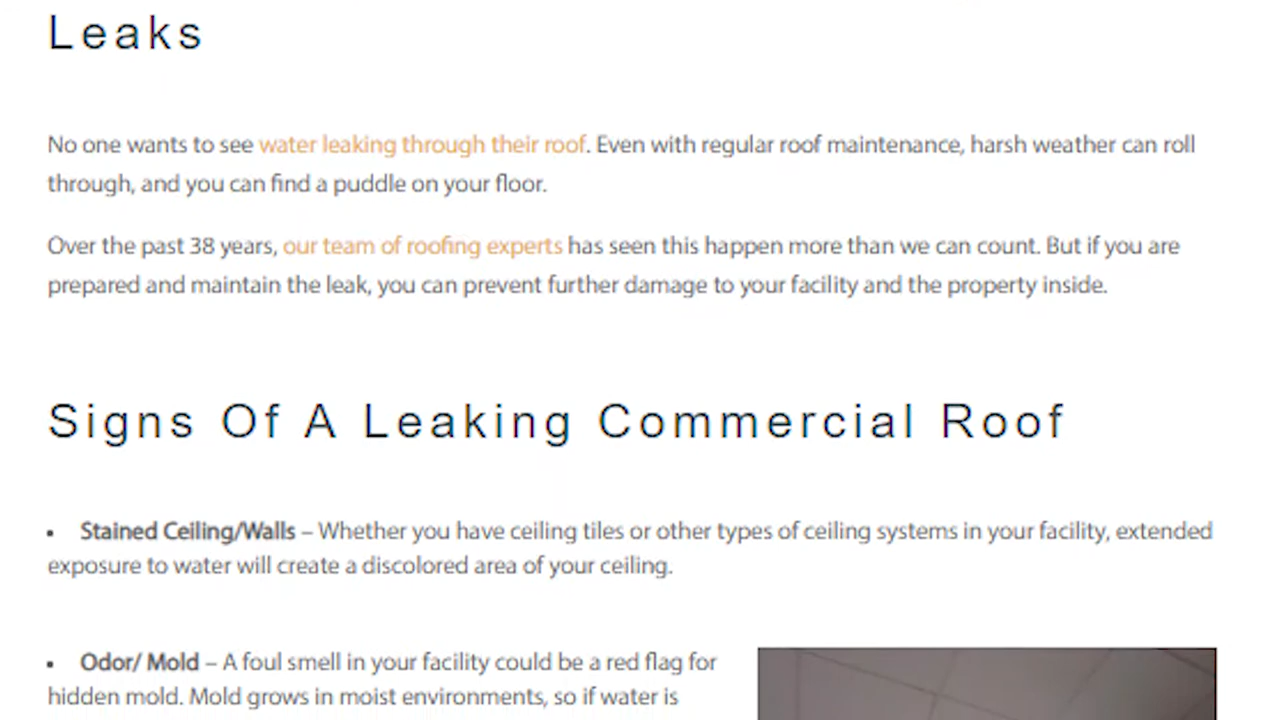 Leaks
No one wants to see water leaking through their roof. Even with regular roof maintenance, harsh weather can roll
through, and you can find a puddle on your floor.
Over the past 38 years, our team of roofing experts has seen this happen more than we can count. But if you are
prepared and maintain the leak, you can prevent further damage to your facility and the property inside.
Signs Of A Leaking Commercial Roof
• Stained Ceiling/Walls – Whether you have ceiling tiles or other types of ceiling systems in your facility, extended
exposure to water will create a discolored area of your ceiling.
• Odor/ Mold – A foul smell in your facility could be a red flag for
hidden mold. Mold grows in moist environments, so if water is